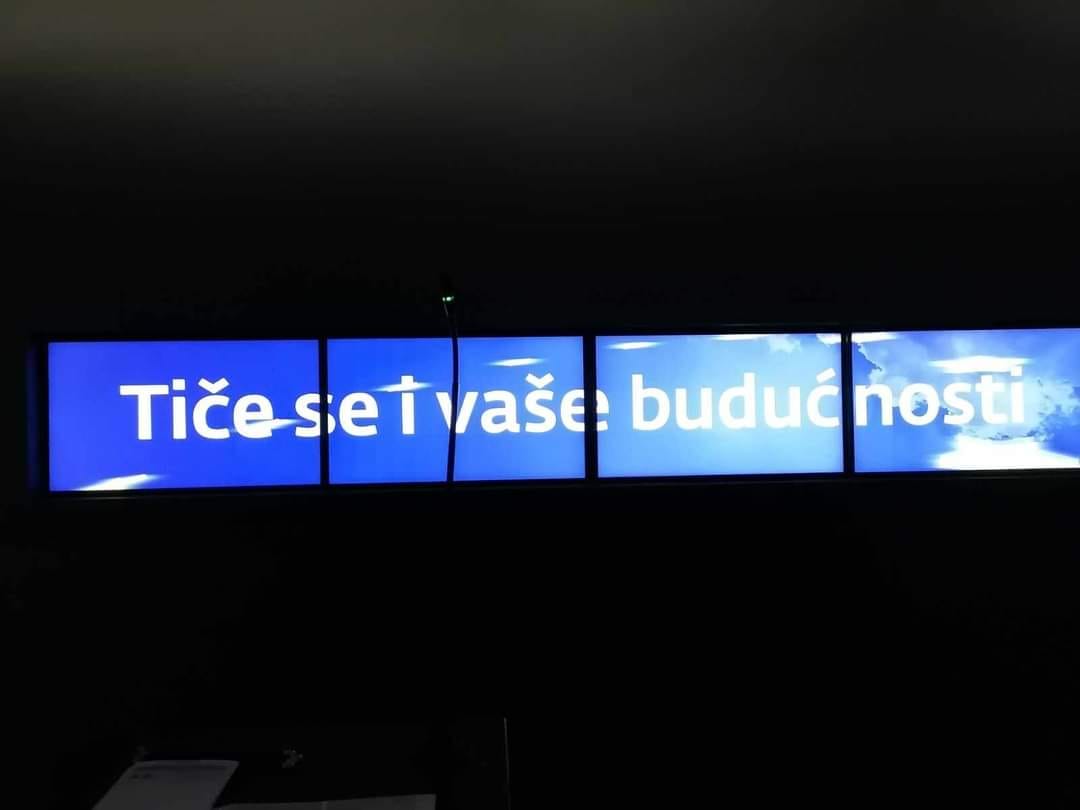 Tiče se i vaše budućnosti